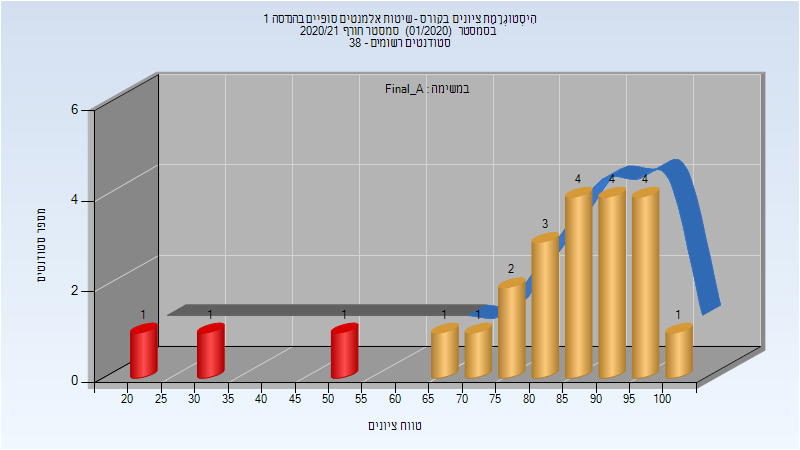 הִיסְטוֹגְרָמַת ציונים בקורס - שיטות אלמנטים סופיים בהנדסה 1
בסמסטר (01/2020) סמסטר חורף 2020/21
סטודנטים רשומים - 38
במשימה : Final_A
מספר סטודנטים
6
4
2
0
1 1 1 1 1 2 3 4 4 4 1
20 25 30 35 40 45 50 55 60 65 70 75 80 85 90 95 100
טווח ציונים